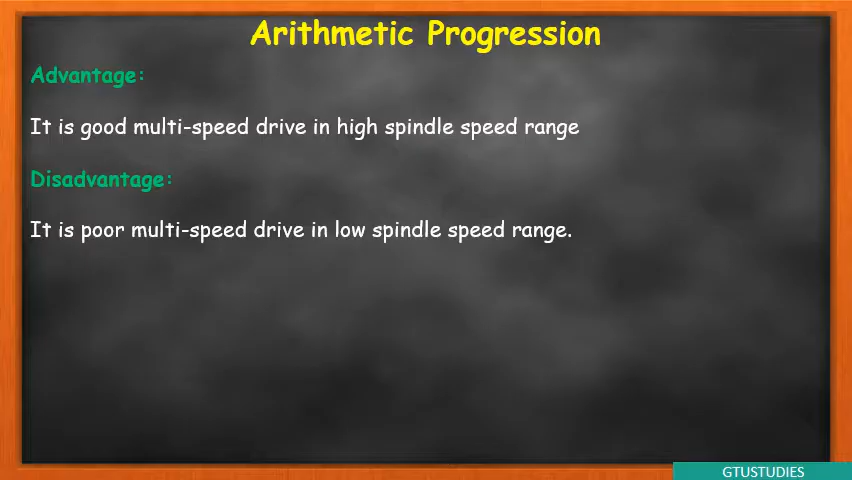 Arithmetic Progression
Advantage:
It is good multi-speed drive in high spindle speed range
Disadvantage:
It is poor multi-speed drive in low spindle speed range.
GTUSTUDIES